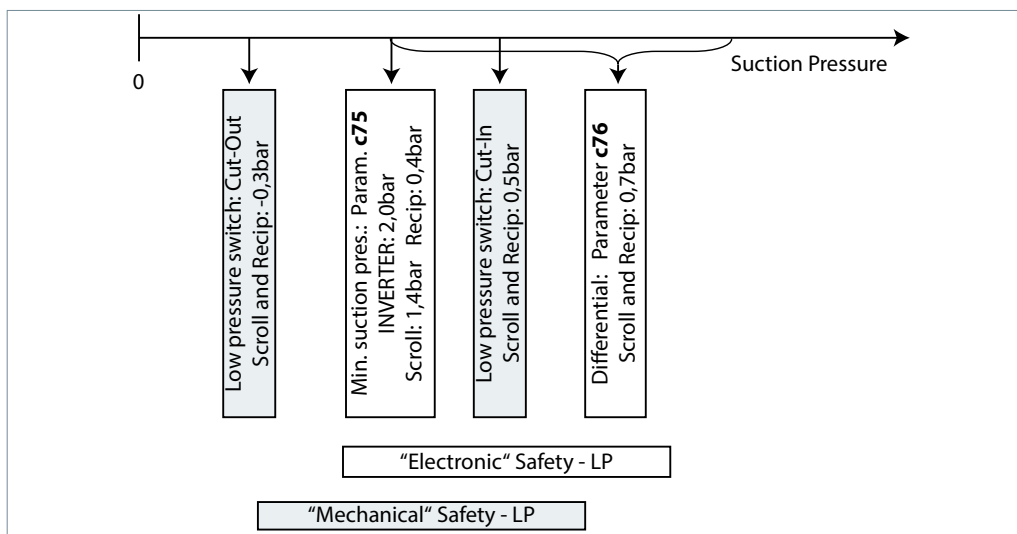 0
Suction Pressure
Low pressure switch: Cut-Out
Scroll and Recip: -0,3bar
Min. suction pres.: Param. c75
INVERTER: 2,0bar
Scroll: 1,4bar Recip: 0,4bar
Low pressure switch: Cut-In
Scroll and Recip: 0,5bar
Differential: Parameter c76
Scroll and Recip: 0,7bar
“Electronic“ Safety - LP
“Mechanical“ Safety - LP